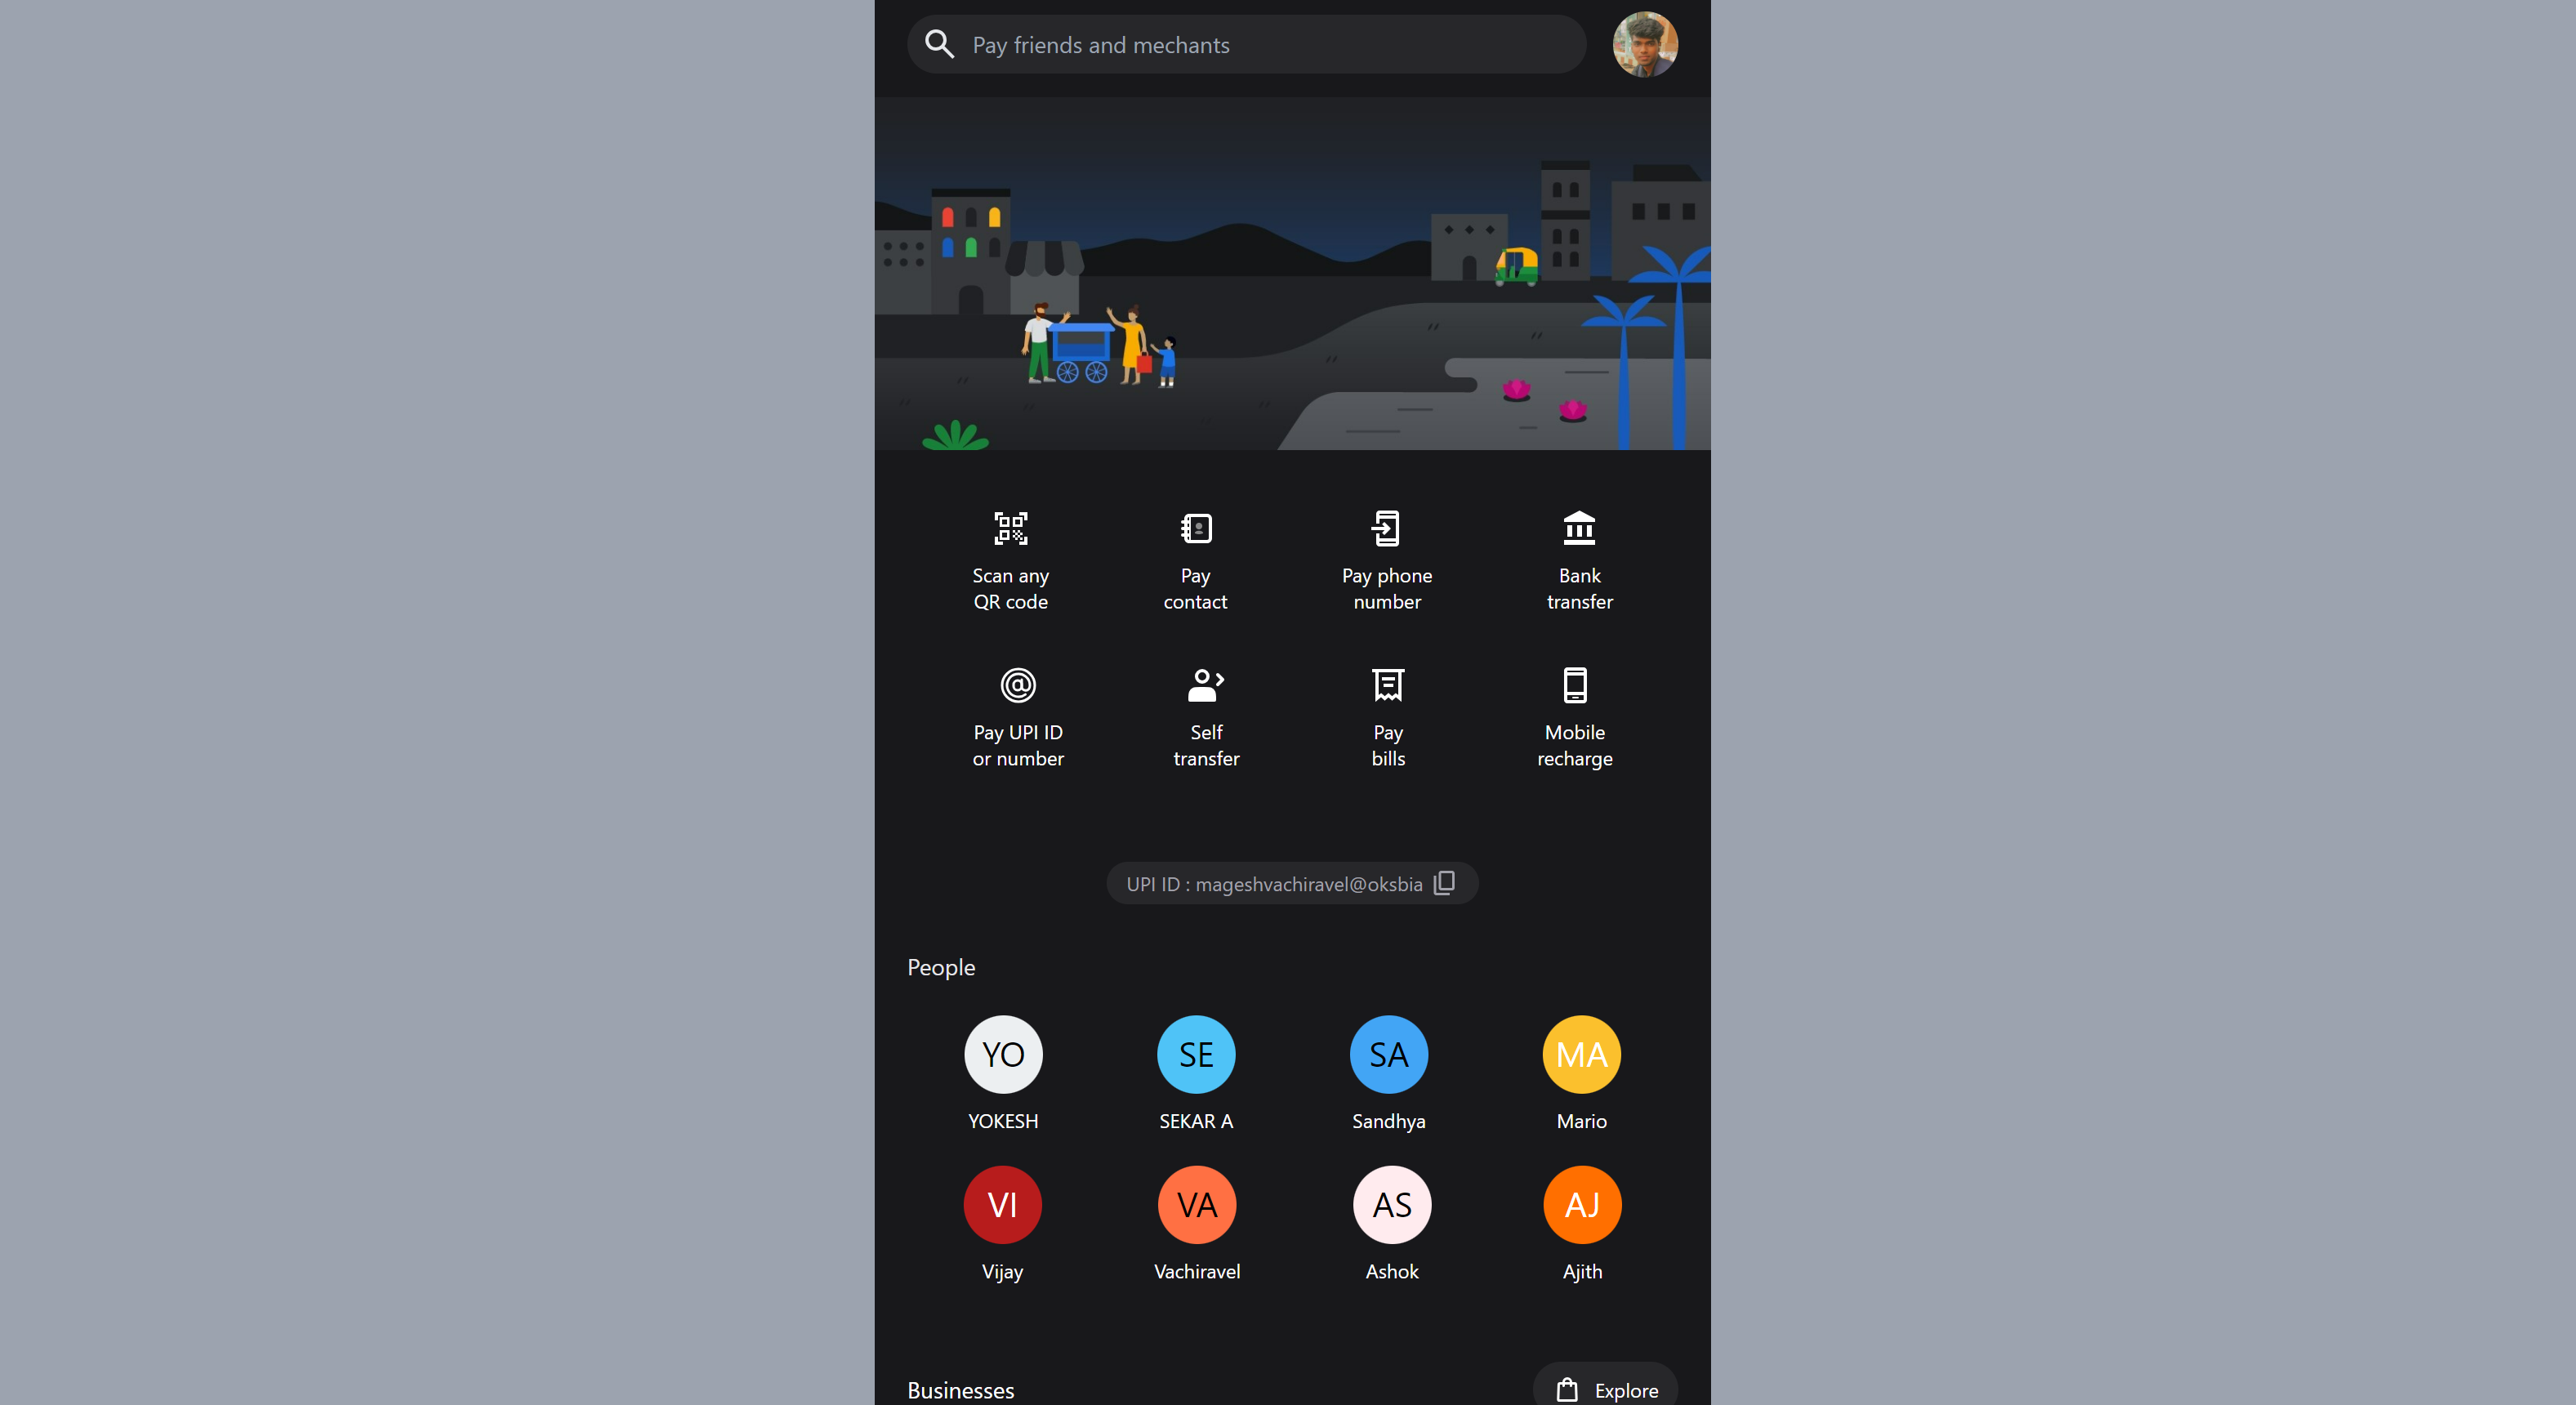 Pay friends and mechants
Scan any
QR code
Pay
contact
Pay phone
number
Bank
transfer
Pay UPI ID
or number
Self
transfer
Pay
bills
Mobile
recharge
UPI ID : mageshvachiravel@oksbia
People
YO
SE
SA
MA
YOKESH
SEKAR A
Sandhya
Mario
VI
VA
AS
AJ
Vijay
Vachiravel
Ashok
Ajith
Businesses
Explore